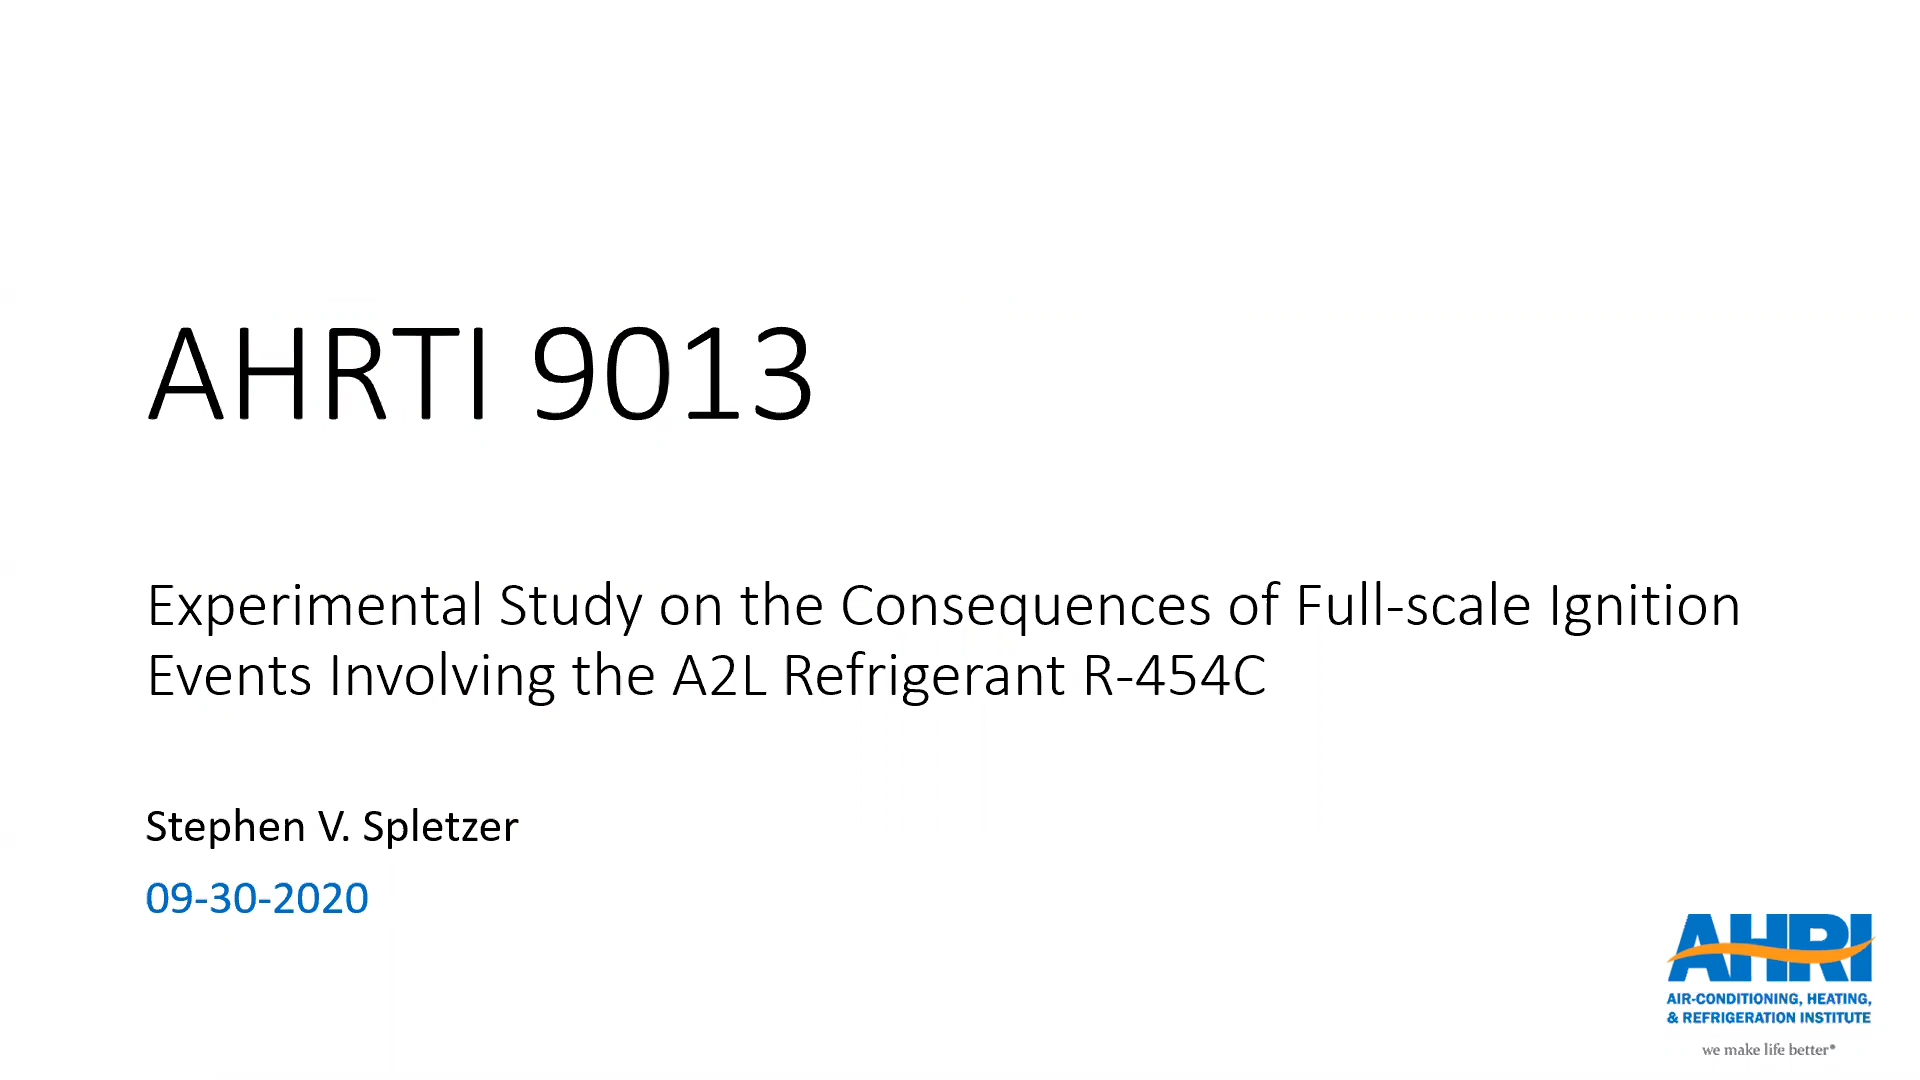 AHRTI 9013
Experimental Study on the Consequences of Full-scale Ignition
Events Involving the A2L Refrigerant R-454C
Stephen V. Spletzer
09-30-2020
AHRI
AIR-CONDITIONING, HEATING,
& REFRIGERATION INSTITUTE
we make life better®